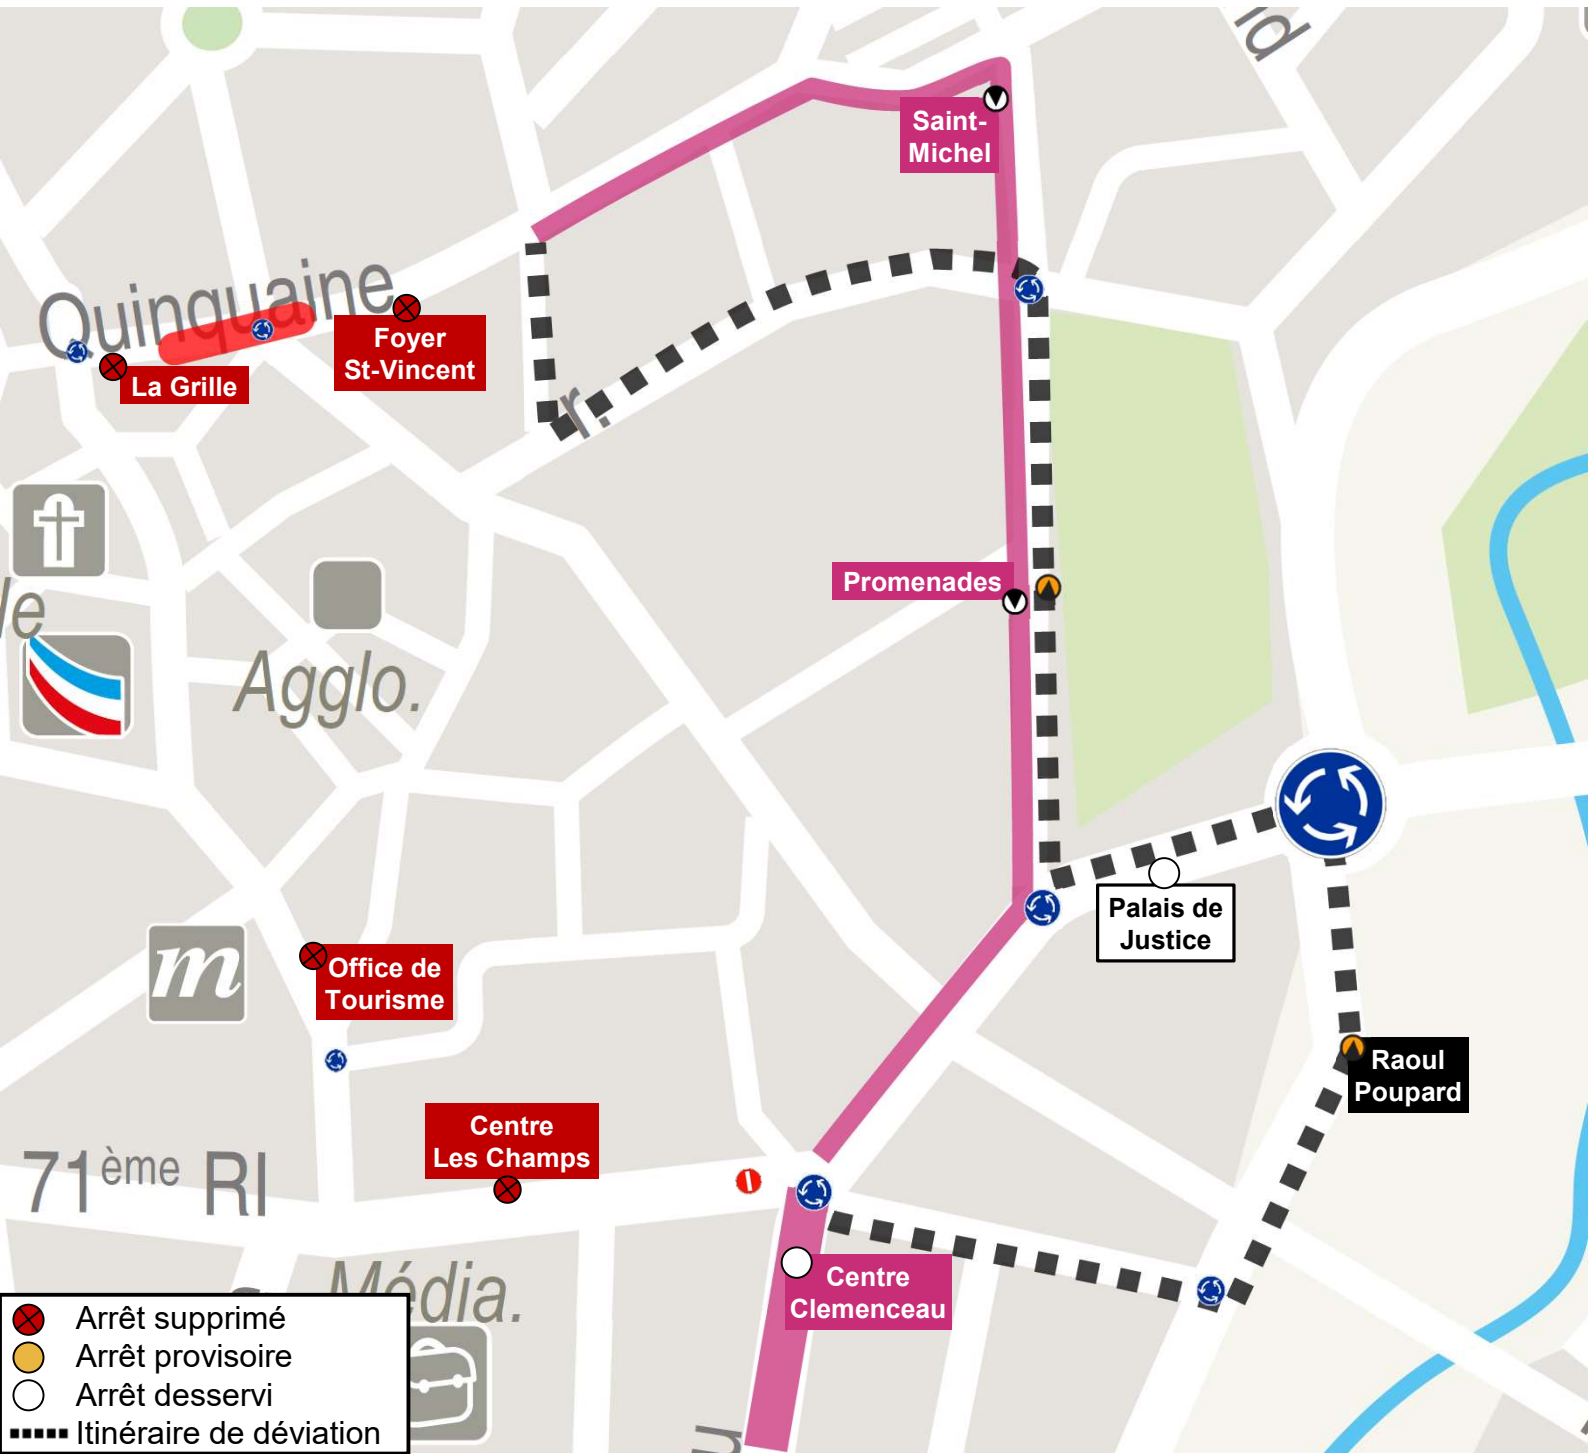 Saint-
Michel
Quinquaine
Foyer
St-Vincent
La Grille
r.
Promenades
Agglo.
Palais de
Justice
m
Office de
Tourisme
Raoul
Poupard
Centre
Les Champs
71ème RI
Centre
Clemenceau
Média.
Arrêt supprimé
Arrêt provisoire
Arrêt desservi
Itinéraire de déviation